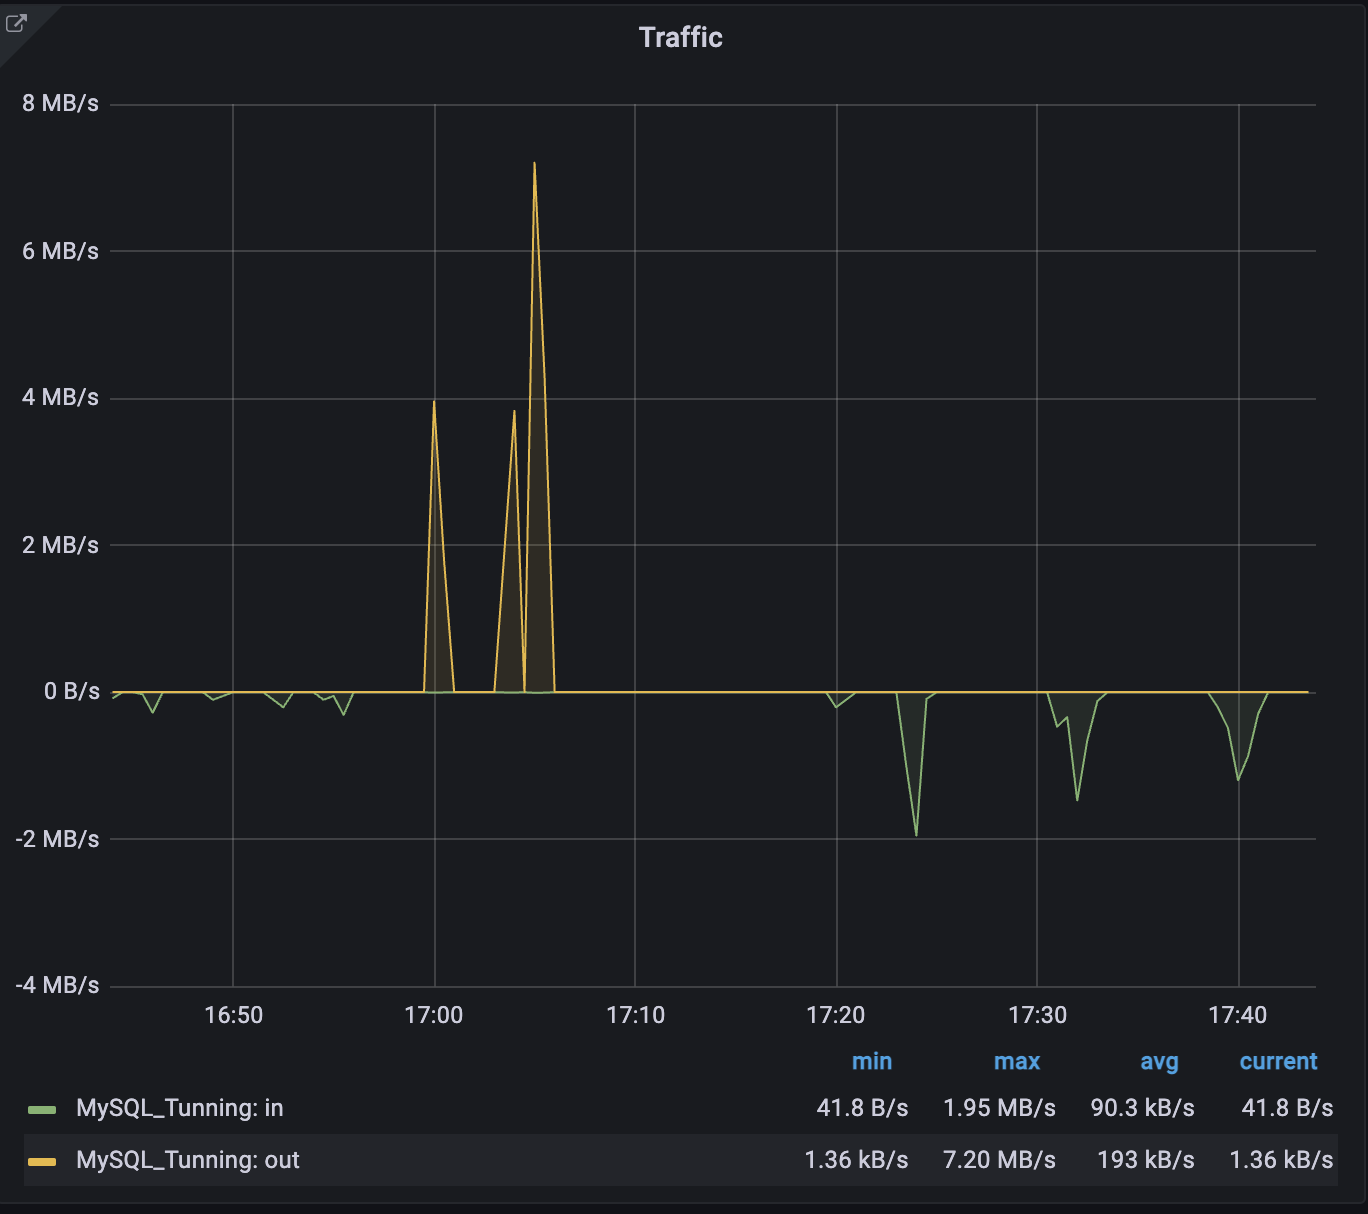 Traffic
8 MB/s
6 MB/s
4 MB/s
2 MB/s
0 B/s
-2 MB/s
-4 MB/s
16:50 17:00 17:10 17:20 17:30 17:40
min max avg current
MySQL_Tunning: in 41.8 B/s 1.95 MB/s 90.3 kB/s 41.8 B/s
MySQL_Tunning: out 1.36 kB/s 7.20 MB/s 193 kB/s 1.36 kB/s